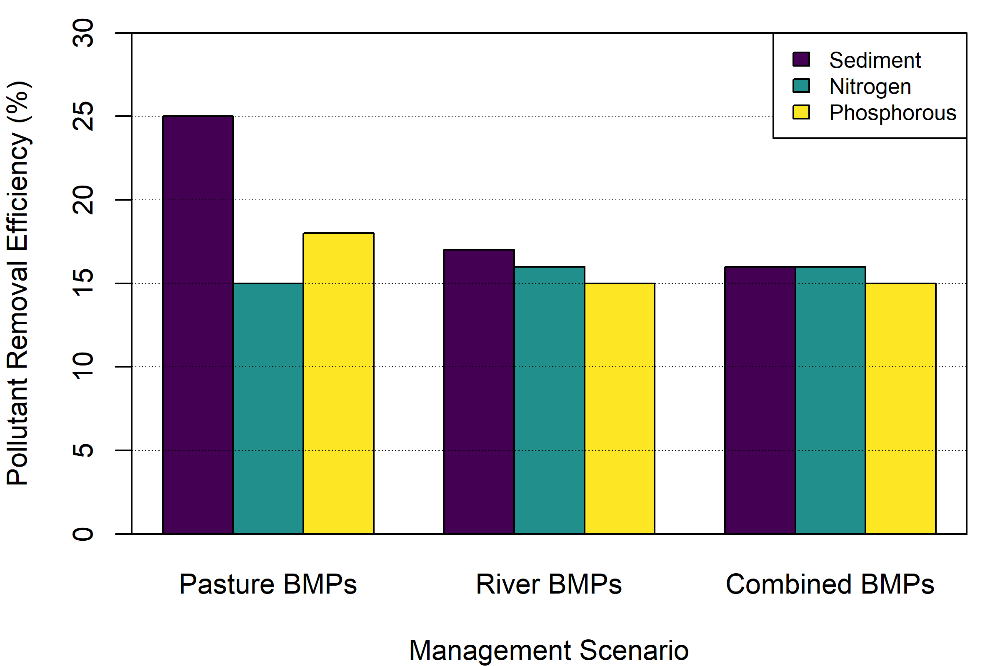 Pollutant Removal Efficiency (%)
30
25
20
15
10
5
0
Sediment
Nitrogen
Phosphorous
Pasture BMPs
River BMPs
Combined BMPs
Management Scenario